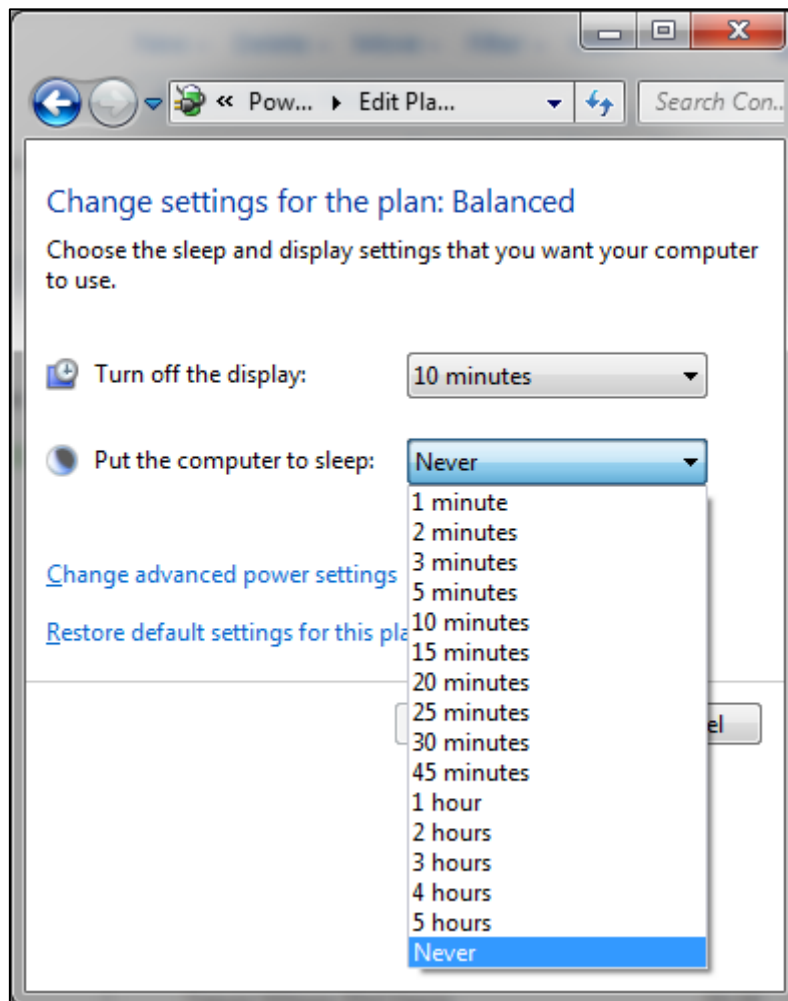 « Pow... ▸ Edit Pla...
Search Con..
Change settings for the plan: Balanced
Choose the sleep and display settings that you want your computer
to use.
Turn off the display:
10 minutes
Put the computer to sleep:
Never
1 minute
2 minutes
3 minutes
5 minutes
Change advanced power settings
10 minutes
Restore default settings for this pla
15 minutes
20 minutes
25 minutes
30 minutes
45 minutes
el
1 hour
2 hours
3 hours
4 hours
5 hours
Never